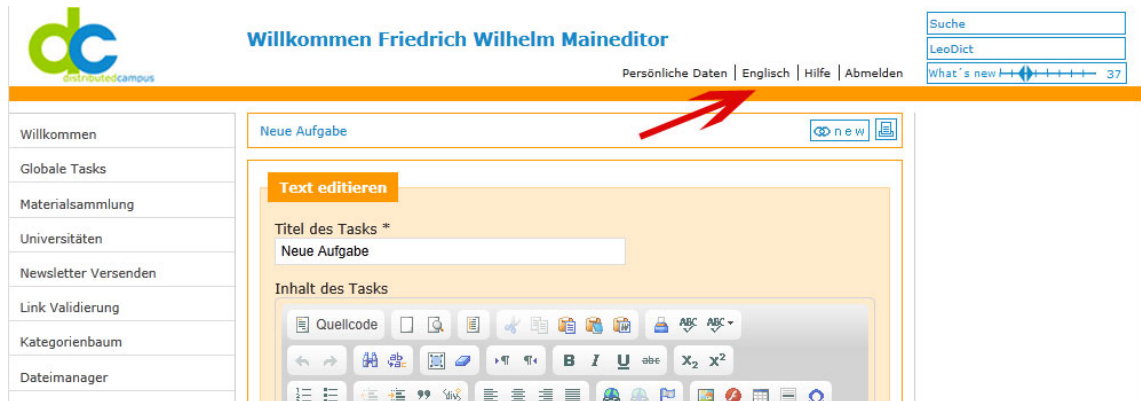 dc
distributedcampus
Willkommen Friedrich Wilhelm Maineditor
Persönliche Daten | Englisch | Hilfe | Abmelden
Suche
LeoDict
What´s new 37
Willkommen
Globale Tasks
Materialsammlung
Universitäten
Newsletter Versenden
Link Validierung
Kategorienbaum
Dateimanager
Neue Aufgabe
new
Text editieren
Titel des Tasks *
Neue Aufgabe
Inhalt des Tasks
Quellcode ABC ABC
B I U abc X₂ X²